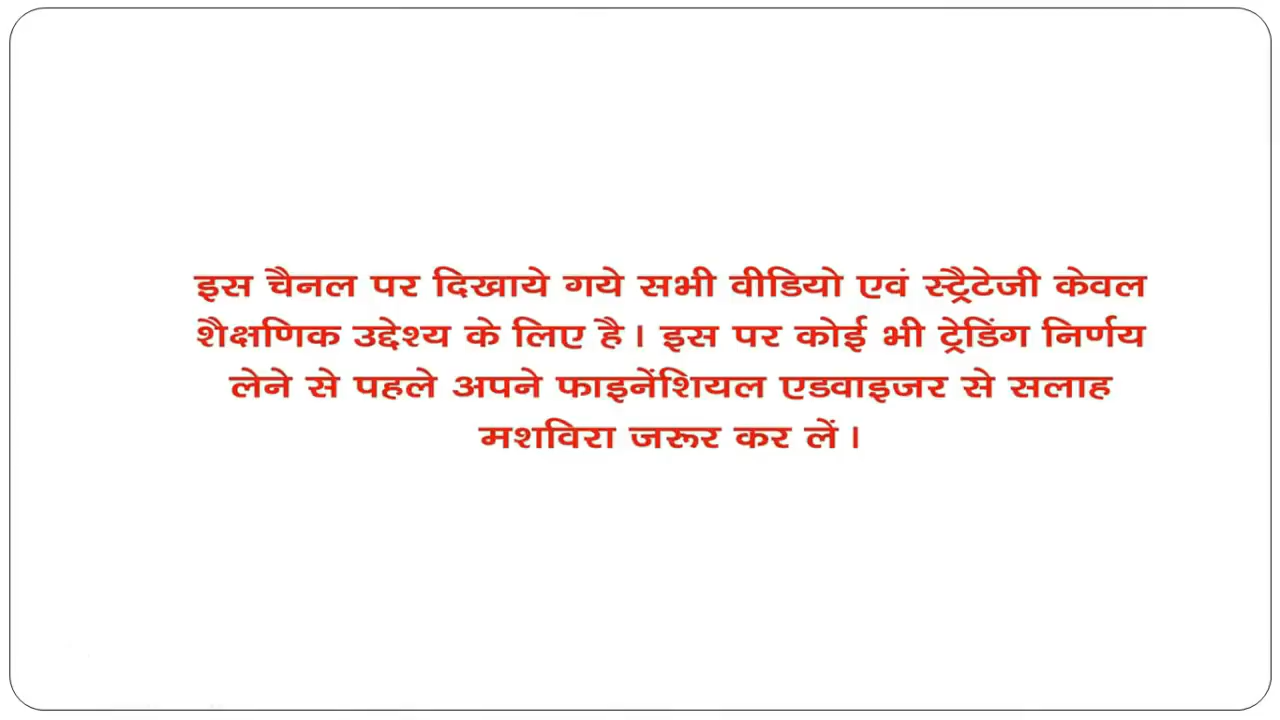 इस चैनल पर दिखाये गये सभी वीडियो एवं स्ट्रैटेजी केवल
शैक्षणिक उद्देश्य के लिए है। इस पर कोई भी ट्रेडिंग निर्णय
लेने से पहले अपने फाइनेंशियल एडवाइजर से सलाह
मशविरा जरूर कर लें।